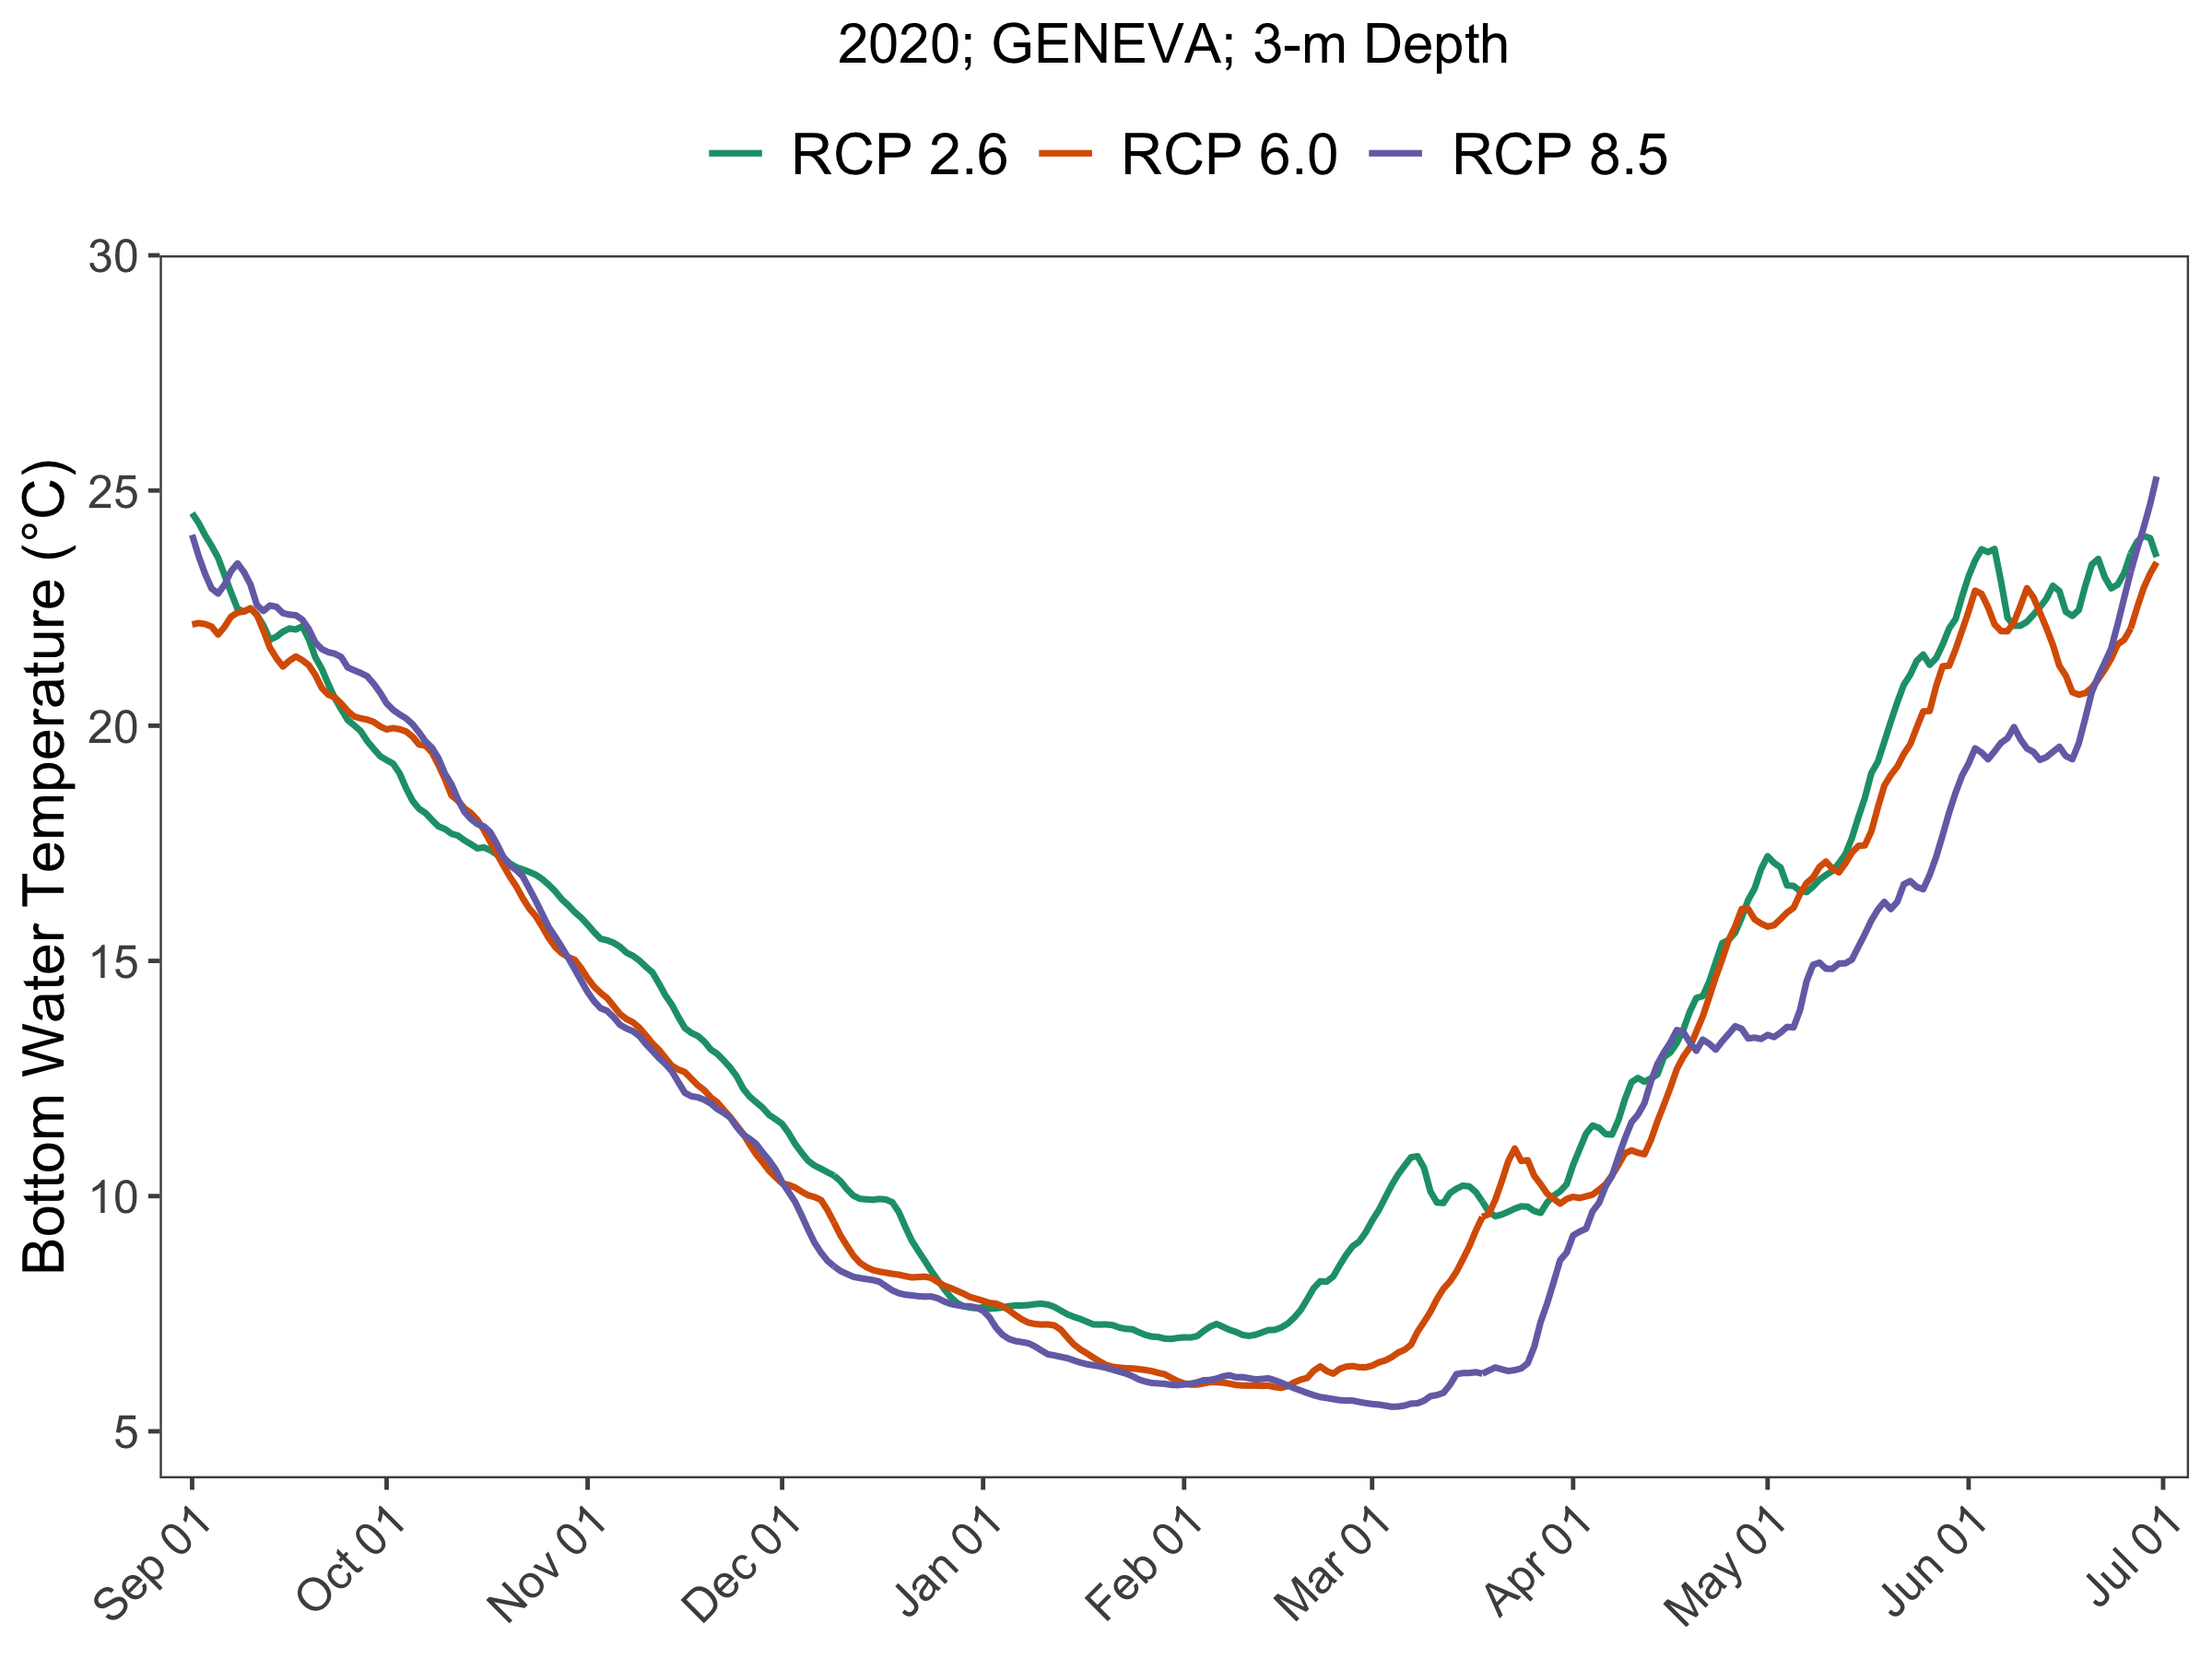 2020; GENEVA; 3-m Depth
RCP 2.6 RCP 6.0 RCP 8.5
Bottom Water Temperature (°C)
30
25
20
15
10
5
Sep 01 Oct 01 Nov 01 Dec 01 Jan 01 Feb 01 Mar 01 Apr 01 May 01 Jun 01 Jul 01